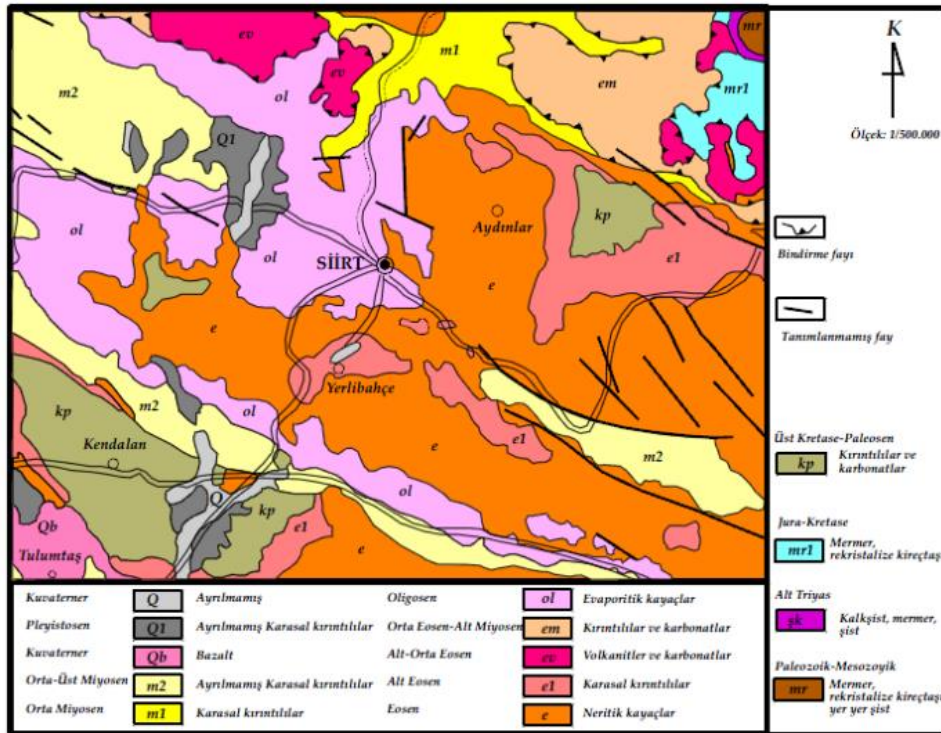 ev
mr
K
m1
ev
em
m2
ol
mr1
Ölçek: 1/500.000
Q1
kp
Aydınlar
ol
ol
SİİRT
e1
Bindirme fayı
e
e
Tanımlanmamış fay
Yerlibahçe
m2
ol
kp
Kendalan
e
e1
m2
Üst Kretase-Paleosen
kp
Kırıntılılar ve
karbonatlar
ol
Q
kp
Qb
e1
e
Tulumtaş
Jura-Kretase
mr1
Mermer,
rekristalize kireçtaş
Alt Triyas
şk
Kalkşist, mermer,
şist
Paleozoik-Mesozoyik
mr
Mermer,
rekristalize kireçtaşı
yer yer şist
Kuvaterner Q Ayrılmamış
Pleyistosen Q1 Ayrılmamış Karasal kırıntılılar
Kuvaterner Qb Bazalt
Orta-Üst Miyosen m2 Ayrılmamış Karasal kırıntılılar
Orta Miyosen m1 Karasal kırıntılılar
Oligosen ol Evaporitik kayaçlar
Orta Eosen-Alt Miyosen em Kırıntılılar ve karbonatlar
Alt-Orta Eosen ev Volkanitler ve karbonatlar
Alt Eosen e1 Karasal kırıntılılar
Eosen e Neritik kayaçlar